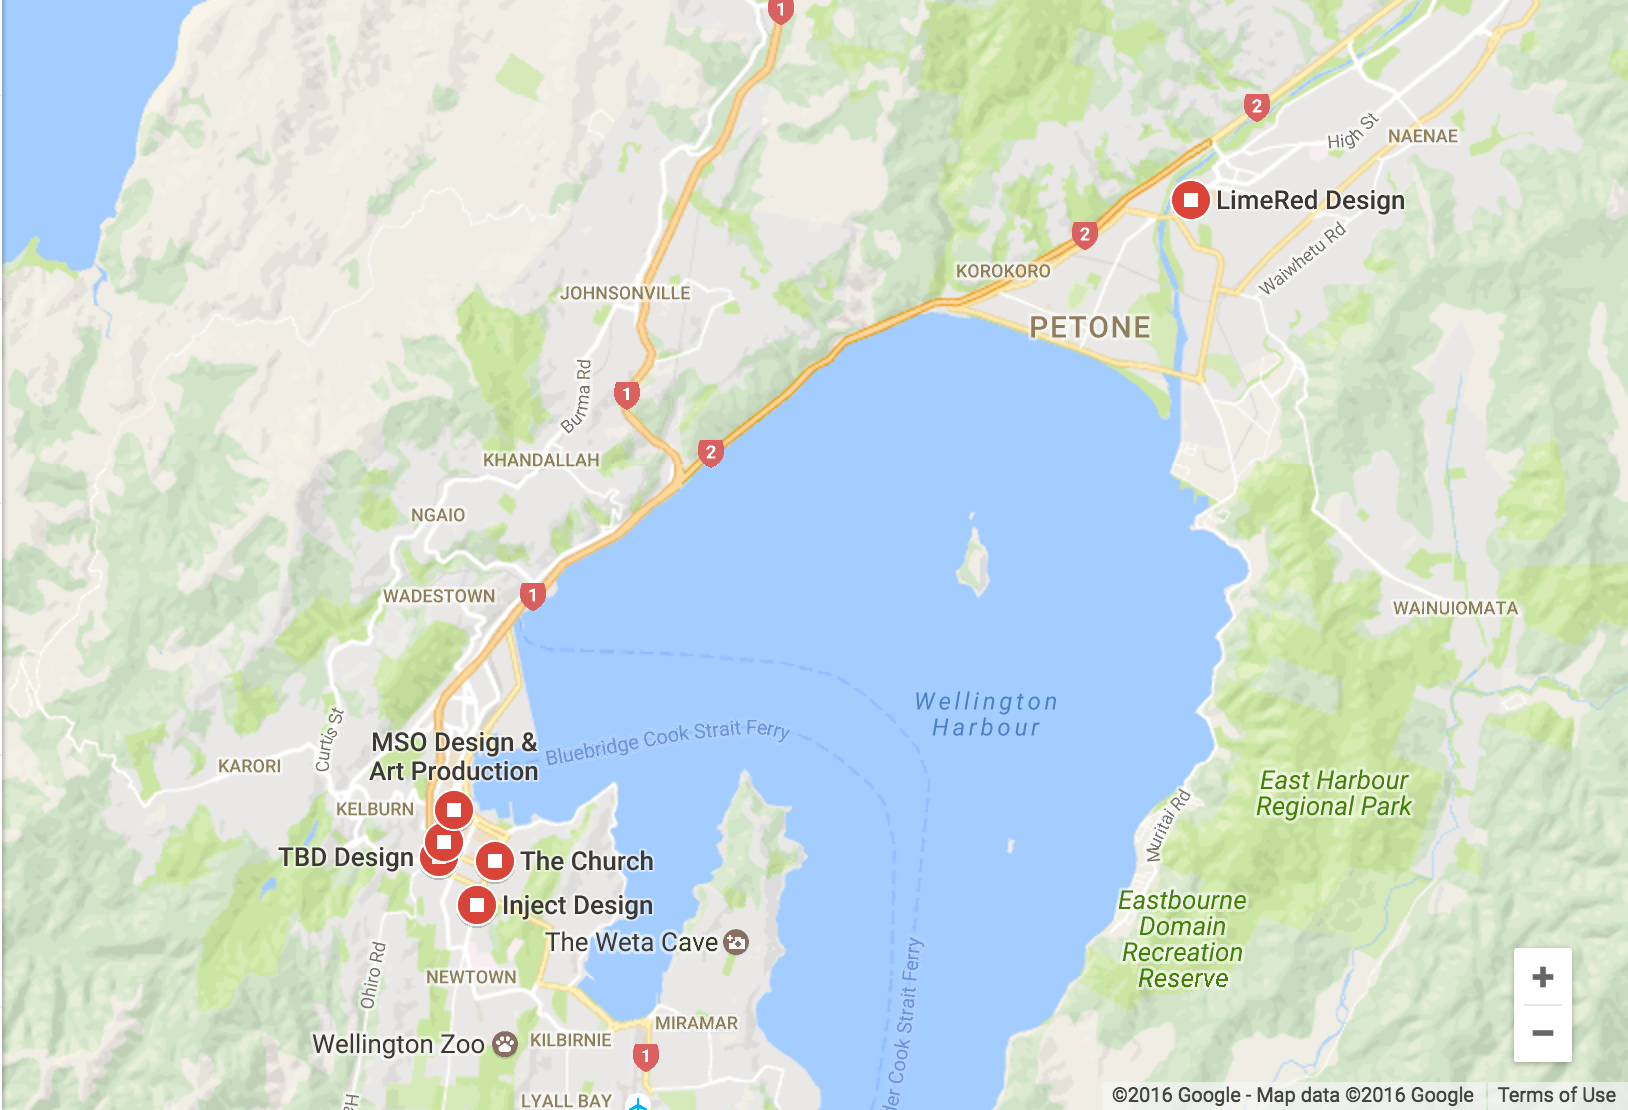 1
2
High St
NAENAE
LimeRed Design
2
Waiwhetu Rd
KOROKORO
JOHNSONVILLE
PETONE
Burma Rd
1
2
KHANDALLAH
NGAIO
WADESTOWN
1
WAINUIOMATA
Wellington
Harbour
Curtis St
Bluebridge Cook Strait Ferry
MSO Design &
Art Production
KARORI
East Harbour
Regional Park
KELBURN
Muritai Rd
TBD Design
The Church
Inject Design
Eastbourne
Domain
Recreation
Reserve
The Weta Cave
Ohiro Rd
NEWTOWN
MIRAMAR
Wellington Zoo
KILBIRNIE
1
Cook Strait Ferry
LYALL BAY
+
−
©2016 Google - Map data ©2016 Google
Terms of Use